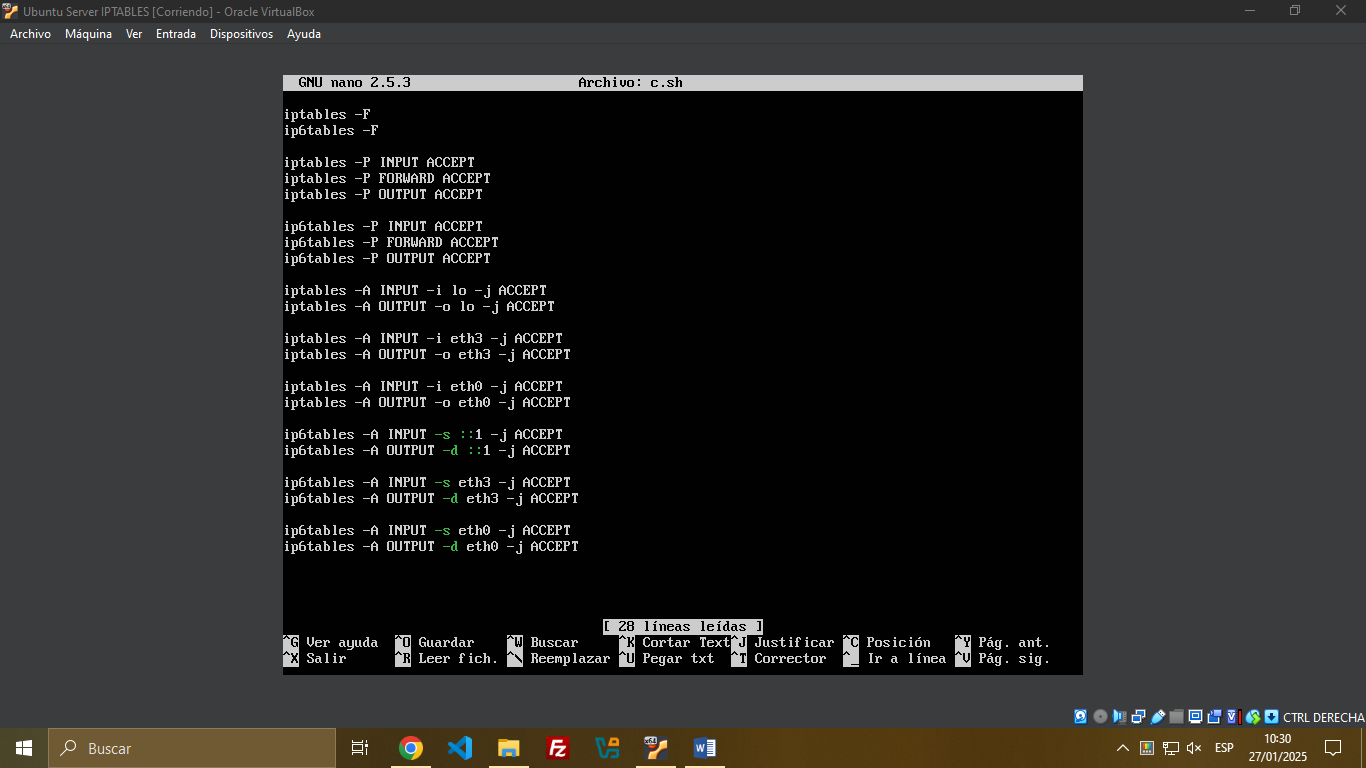 Ubuntu Server IPTABLES [Corriendo] - Oracle VirtualBox
Archivo Máquina Ver Entrada Dispositivos Ayuda
GNU nano 2.5.3 Archivo: c.sh
iptables -F
ip6tables -F
iptables -P INPUT ACCEPT
iptables -P FORWARD ACCEPT
iptables -P OUTPUT ACCEPT
ip6tables -P INPUT ACCEPT
ip6tables -P FORWARD ACCEPT
ip6tables -P OUTPUT ACCEPT
iptables -A INPUT -i lo -j ACCEPT
iptables -A OUTPUT -o lo -j ACCEPT
iptables -A INPUT -i eth3 -j ACCEPT
iptables -A OUTPUT -o eth3 -j ACCEPT
iptables -A INPUT -i eth0 -j ACCEPT
iptables -A OUTPUT -o eth0 -j ACCEPT
ip6tables -A INPUT -s ::1 -j ACCEPT
ip6tables -A OUTPUT -d ::1 -j ACCEPT
ip6tables -A INPUT -s eth3 -j ACCEPT
ip6tables -A OUTPUT -d eth3 -j ACCEPT
ip6tables -A INPUT -s eth0 -j ACCEPT
ip6tables -A OUTPUT -d eth0 -j ACCEPT
[ 28 líneas leídas ]
^G Ver ayuda ^O Guardar ^W Buscar ^K Cortar Text ^J Justificar ^C Posición ^Y Pág. ant.
^X Salir ^R Leer fich. ^\ Reemplazar ^U Pegar txt ^T Corrector ^_ Ir a línea ^V Pág. sig.
CTRL DERECHA
Buscar
ESP
10:30
27/01/2025